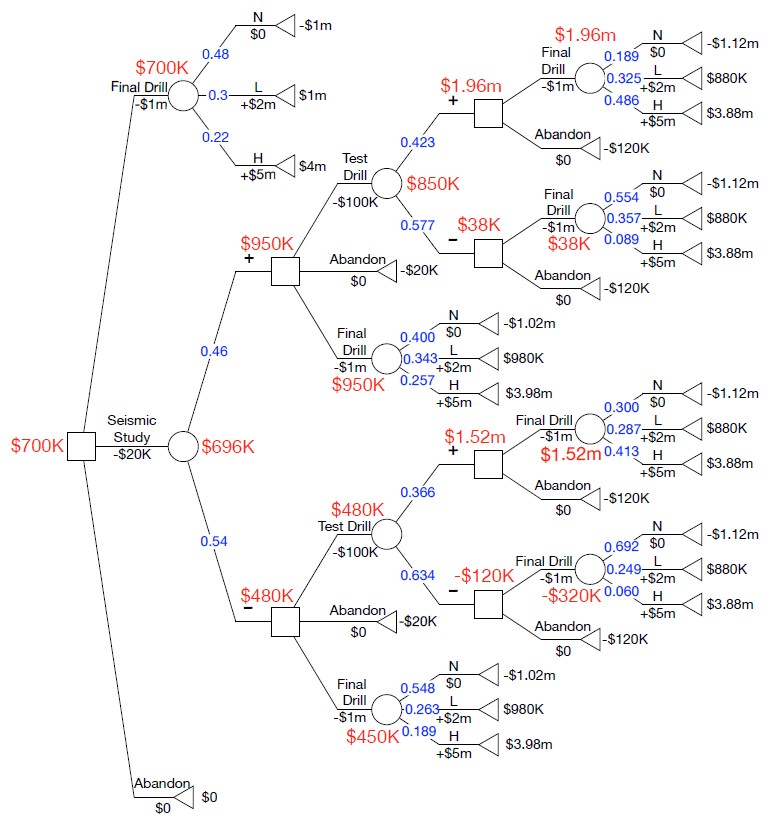 N
$0
-$1m
0.48
$700K
Final Drill
-$1m
0.3
L
+$2m
$1m
0.22
H
+$5m
$4m
$1.96m
Final
Drill
-$1m
N
$0
-$1.12m
0.189
0.325
L
+$2m
$880K
0.486
H
+$5m
$3.88m
$1.96m
+
Abandon
$0
-$120K
0.423
Test
Drill
-$100K
$850K
0.577
$38K
-
Final
Drill
-$1m
$38K
N
$0
-$1.12m
0.554
0.357
L
+$2m
$880K
0.089
H
+$5m
$3.88m
Abandon
$0
-$120K
$950K
+
Abandon
$0
-$20K
Final
Drill
-$1m
$950K
N
$0
-$1.02m
0.400
0.343
L
+$2m
$980K
0.257
H
+$5m
$3.98m
0.46
$700K
Seismic
Study
-$20K
$696K
0.54
$1.52m
+
Final Drill
-$1m
$1.52m
N
$0
-$1.12m
0.300
0.287
L
+$2m
$880K
0.413
H
+$5m
$3.88m
Abandon
$0
-$120K
0.366
$480K
Test Drill
-$100K
0.634
-$120K
-
Final Drill
-$1m
-$320K
N
$0
-$1.12m
0.692
0.249
L
+$2m
$880K
0.060
H
+$5m
$3.88m
Abandon
$0
-$120K
$480K
-
Abandon
$0
-$20K
Final
Drill
-$1m
$450K
N
$0
-$1.02m
0.548
0.263
L
+$2m
$980K
0.189
H
+$5m
$3.98m
Abandon
$0
$0